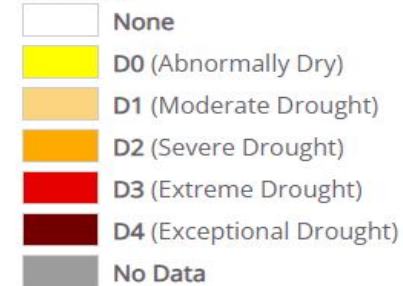 None
D0 (Abnormally Dry)
D1 (Moderate Drought)
D2 (Severe Drought)
D3 (Extreme Drought)
D4 (Exceptional Drought)
No Data